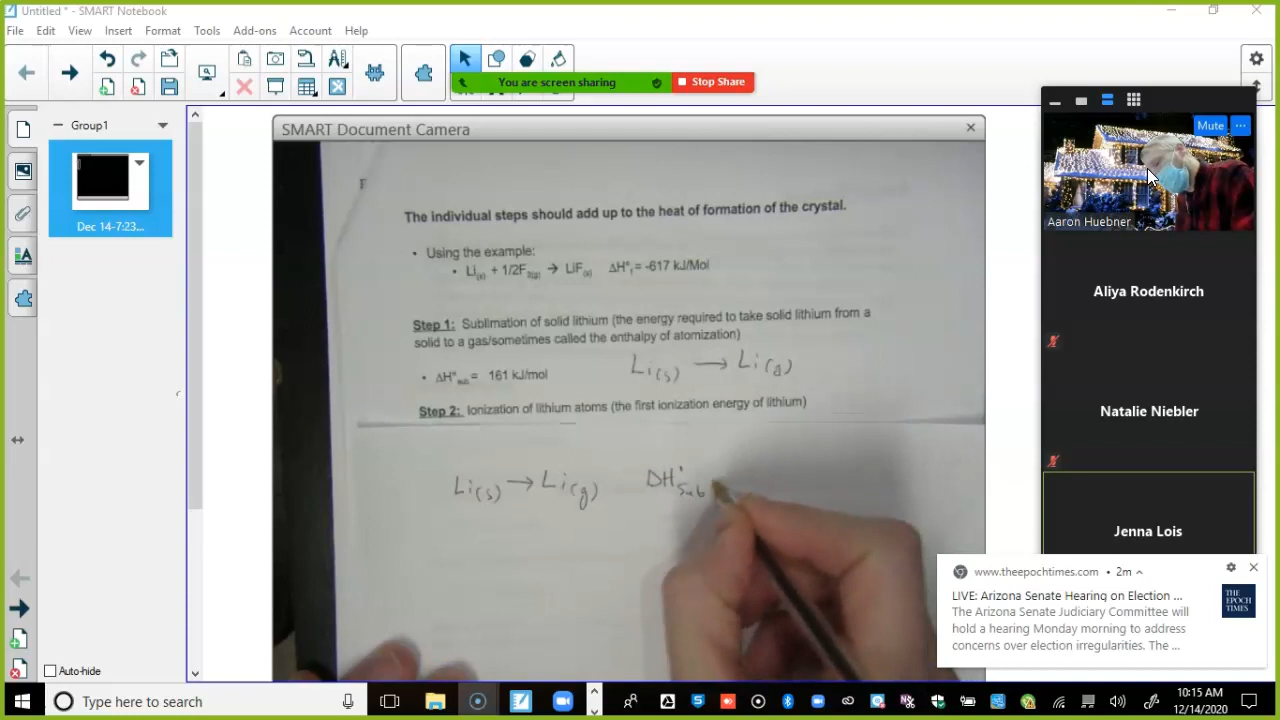 Untitled * - SMART Notebook
File Edit View Insert Format Tools Add-ons Account Help
You are screen sharing
Stop Share
Group1
Dec 14-7:23...
Auto-hide
SMART Document Camera
The individual steps should add up to the heat of formation of the crystal.
• Using the example:
• Li(s) + 1/2F2(g) → LiF(s) ΔH°f = -617 kJ/Mol
Step 1: Sublimation of solid lithium (the energy required to take solid lithium from a
solid to a gas/sometimes called the enthalpy of atomization)
Li(s) → Li(g)
• ΔH°sub = 161 kJ/mol
Step 2: Ionization of lithium atoms (the first ionization energy of lithium)
Li(s) → Li(g) ΔH°sub
Mute
Aaron Huebner
Aliya Rodenkirch
Natalie Niebler
Jenna Lois
www.theepochtimes.com • 2m
LIVE: Arizona Senate Hearing on Election ...
The Arizona Senate Judiciary Committee will
hold a hearing Monday morning to address
concerns over election irregularities. The ...
THE
EPOCH
TIMES
Type here to search
10:15 AM
12/14/2020